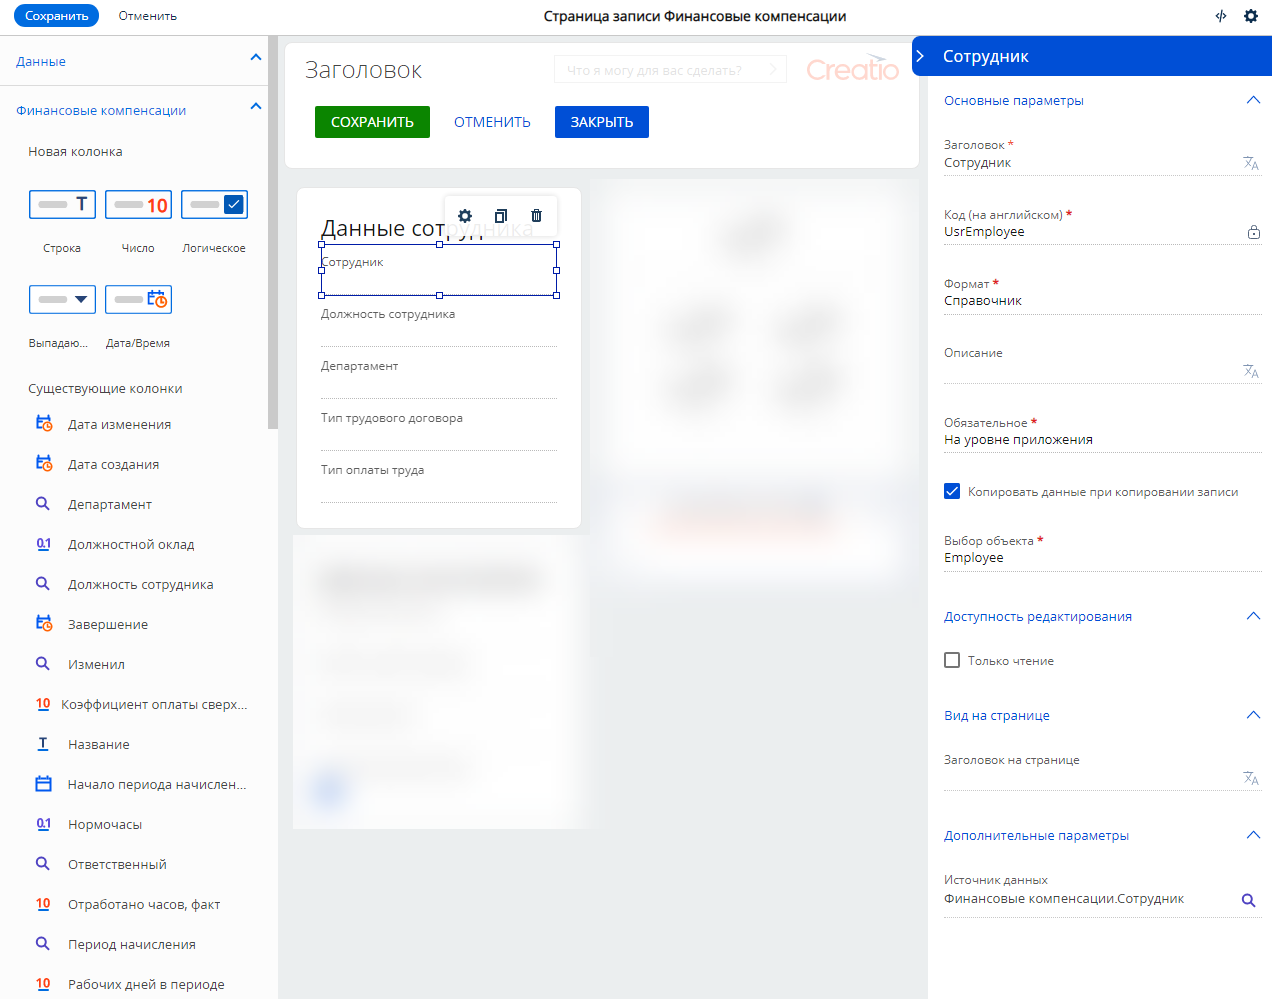 Сохранить
Отменить
Страница записи Финансовые компенсации
Данные
Финансовые компенсации
Новая колонка
T
10
Строка
Число
Логическое
Выпадаю...
Дата/Время
Существующие колонки
Дата изменения
Дата создания
Департамент
0.1 Должностной оклад
Должность сотрудника
Завершение
Изменил
10 Коэффициент оплаты сверх...
T Название
Начало периода начислен...
0.1 Нормочасы
Ответственный
10 Отработано часов, факт
Период начисления
10 Рабочих дней в периоде
Заголовок
Что я могу для вас сделать?
Creatio
СОХРАНИТЬ
ОТМЕНИТЬ
ЗАКРЫТЬ
Данные сотрудника
Сотрудник
Должность сотрудника
Департамент
Тип трудового договора
Тип оплаты труда
Сотрудник
Основные параметры
Заголовок *
Сотрудник
Код (на английском) *
UsrEmployee
Формат *
Справочник
Описание
Обязательное *
На уровне приложения
Копировать данные при копировании записи
Выбор объекта *
Employee
Доступность редактирования
Только чтение
Вид на странице
Заголовок на странице
Дополнительные параметры
Источник данных
Финансовые компенсации.Сотрудник